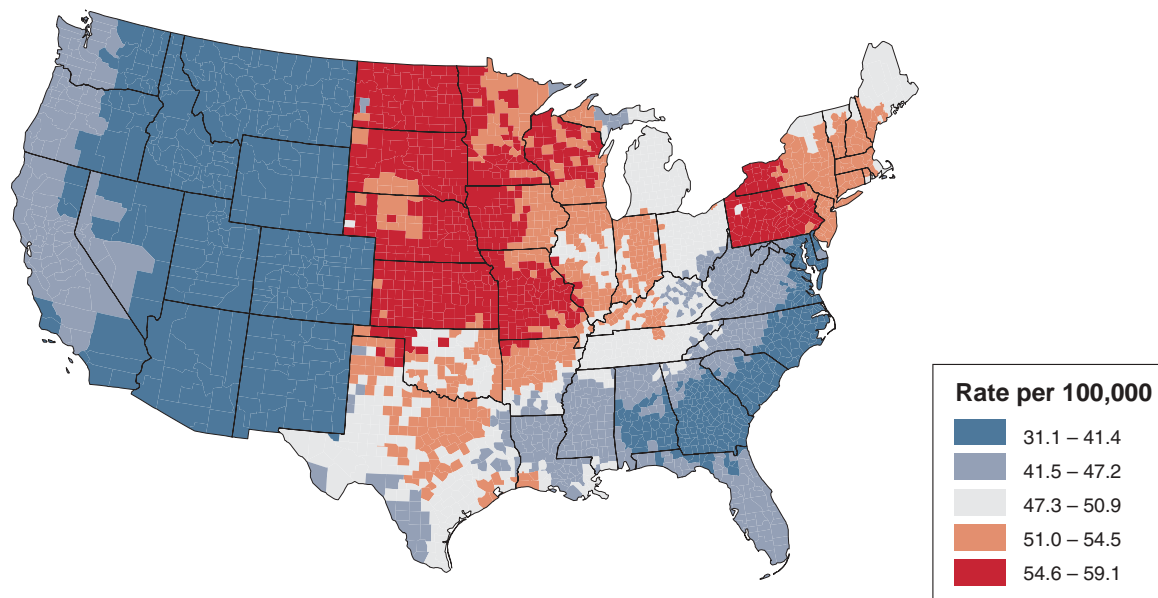 Rate per 100,000
31.1 – 41.4
41.5 – 47.2
47.3 – 50.9
51.0 – 54.5
54.6 – 59.1